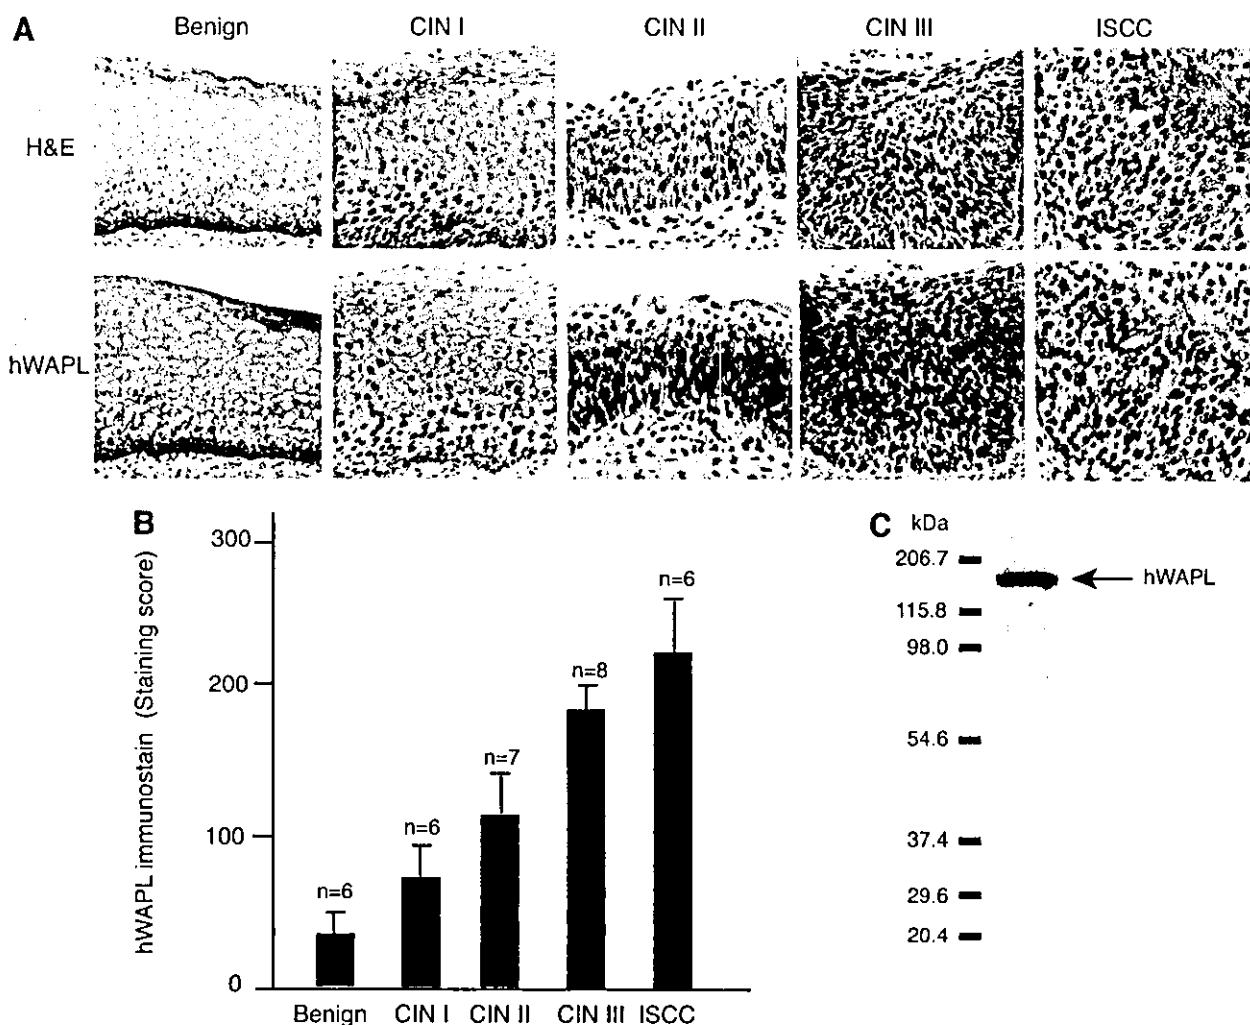 A
Benign CIN I CIN II CIN III ISCC
H&E
hWAPL
B
hWAPL immunostain (Staining score)
300
200
100
0
n=6
n=6
n=7
n=8
n=6
Benign CIN I CIN II CIN III ISCC
C kDa
206.7
hWAPL
115.8
98.0
54.6
37.4
29.6
20.4